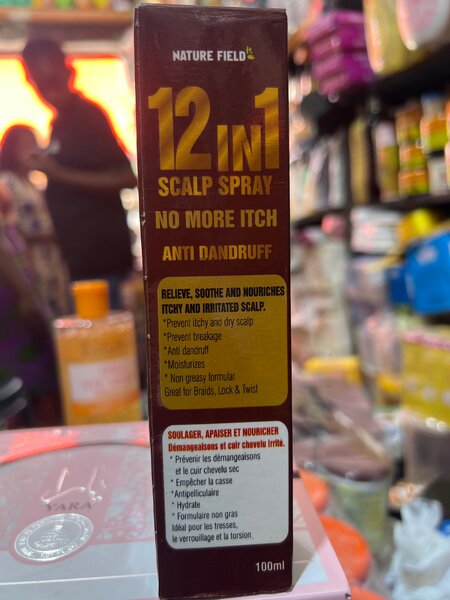 NATURE FIELD
12 IN 1
SCALP SPRAY
NO MORE ITCH
ANTI DANDRUFF
RELIEVE, SOOTHE AND NOURICHES
ITCHY AND IRRITATED SCALP.
*Prevent itchy and dry scalp
*Prevent breakage
*Anti dandruff
*Moisturizes
* Non greasy formular
Great for Braids, Lock & Twist
SOULAGER, APAISER ET NOURICHER
Démangeaisons et cuir chevelu irrité.
* Prévenir les démangeaisons
et le cuir chevelu sec
* Empêcher la casse
*Antipelliculaire
* Hydrate
* Formulaire non gras
Idéal pour les tresses,
le verrouillage et la torsion.
100ml
YARA